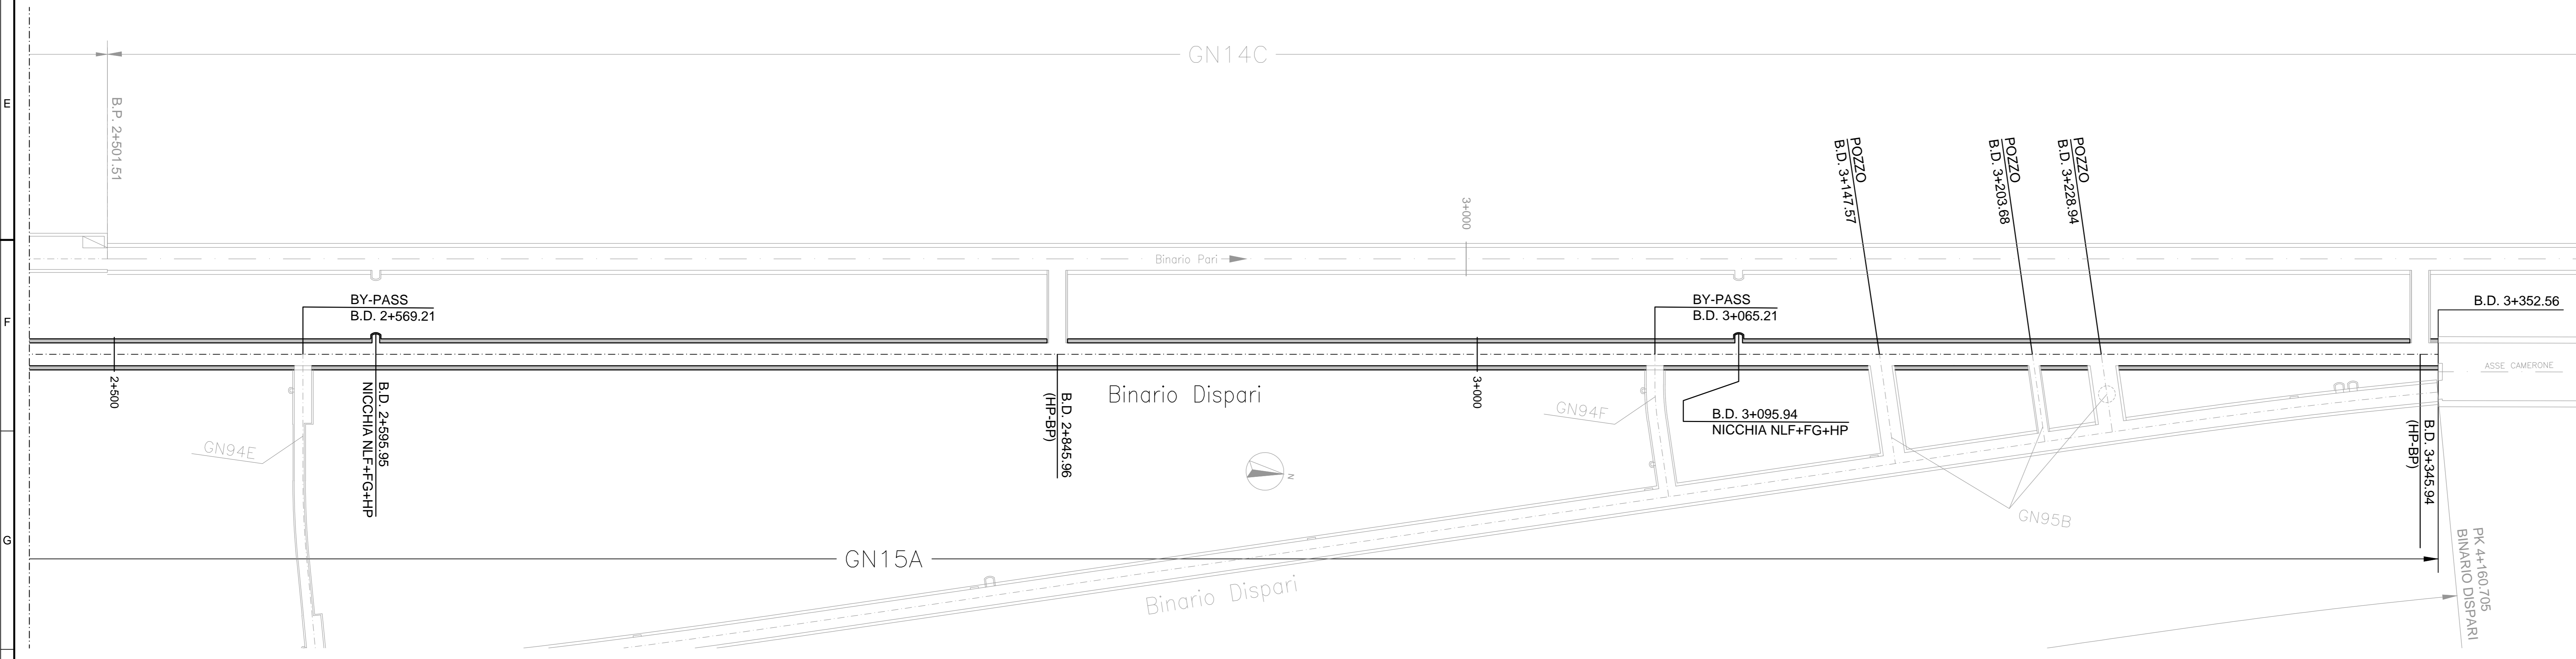 GN14C
E
B.P. 2+501.51
3+000
POZZO
B.D. 3+147.57
POZZO
B.D. 3+203.68
POZZO
B.D. 3+228.94
Binario Pari
BY-PASS
B.D. 2+569.21
BY-PASS
B.D. 3+065.21
B.D. 3+352.56
F
ASSE CAMERONE
2+500
B.D. 2+595.95
NICCHIA NLF+FG+HP
B.D. 2+845.96
(HP-BP)
Binario Dispari
3+000
GN94F
B.D. 3+095.94
NICCHIA NLF+FG+HP
B.D. 3+345.94
(HP-BP)
GN94E
N
GN95B
G
GN15A
PK 4+160.705
BINARIO DISPARI
Binario Dispari